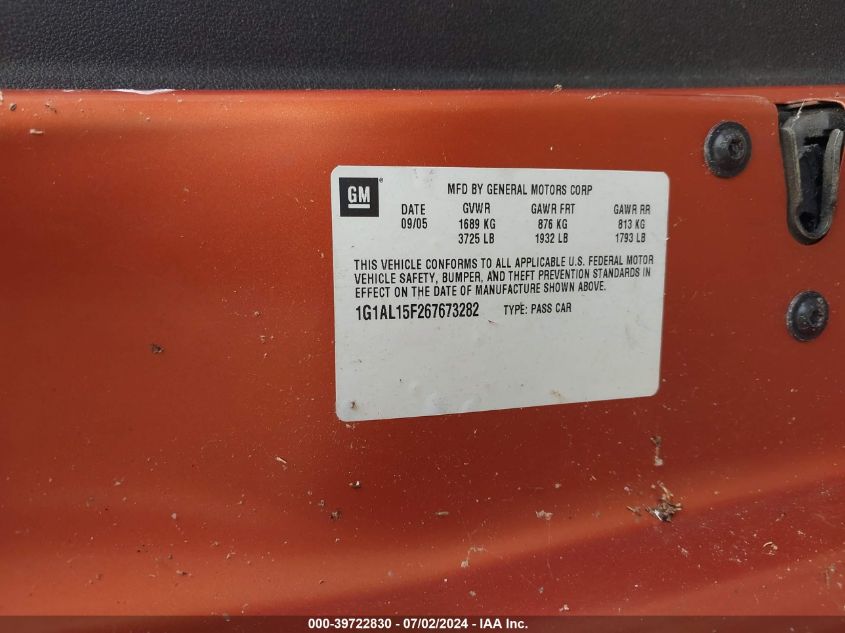 GM®
MFD BY GENERAL MOTORS CORP
DATE GVWR GAWR FRT GAWR RR
09/05 1689 KG 876 KG 813 KG
3725 LB 1932 LB 1793 LB
THIS VEHICLE CONFORMS TO ALL APPLICABLE U.S. FEDERAL MOTOR
VEHICLE SAFETY, BUMPER, AND THEFT PREVENTION STANDARDS IN
EFFECT ON THE DATE OF MANUFACTURE SHOWN ABOVE.
1G1AL15F267673282 TYPE: PASS CAR
000-39722830 - 07/02/2024 - IAA Inc.